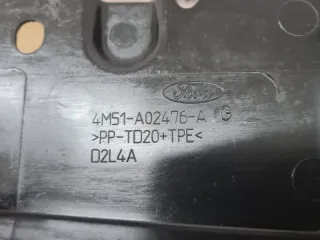 Ford
4M51-A02476-A G
>PP-TD20+TPE<
D2L4A